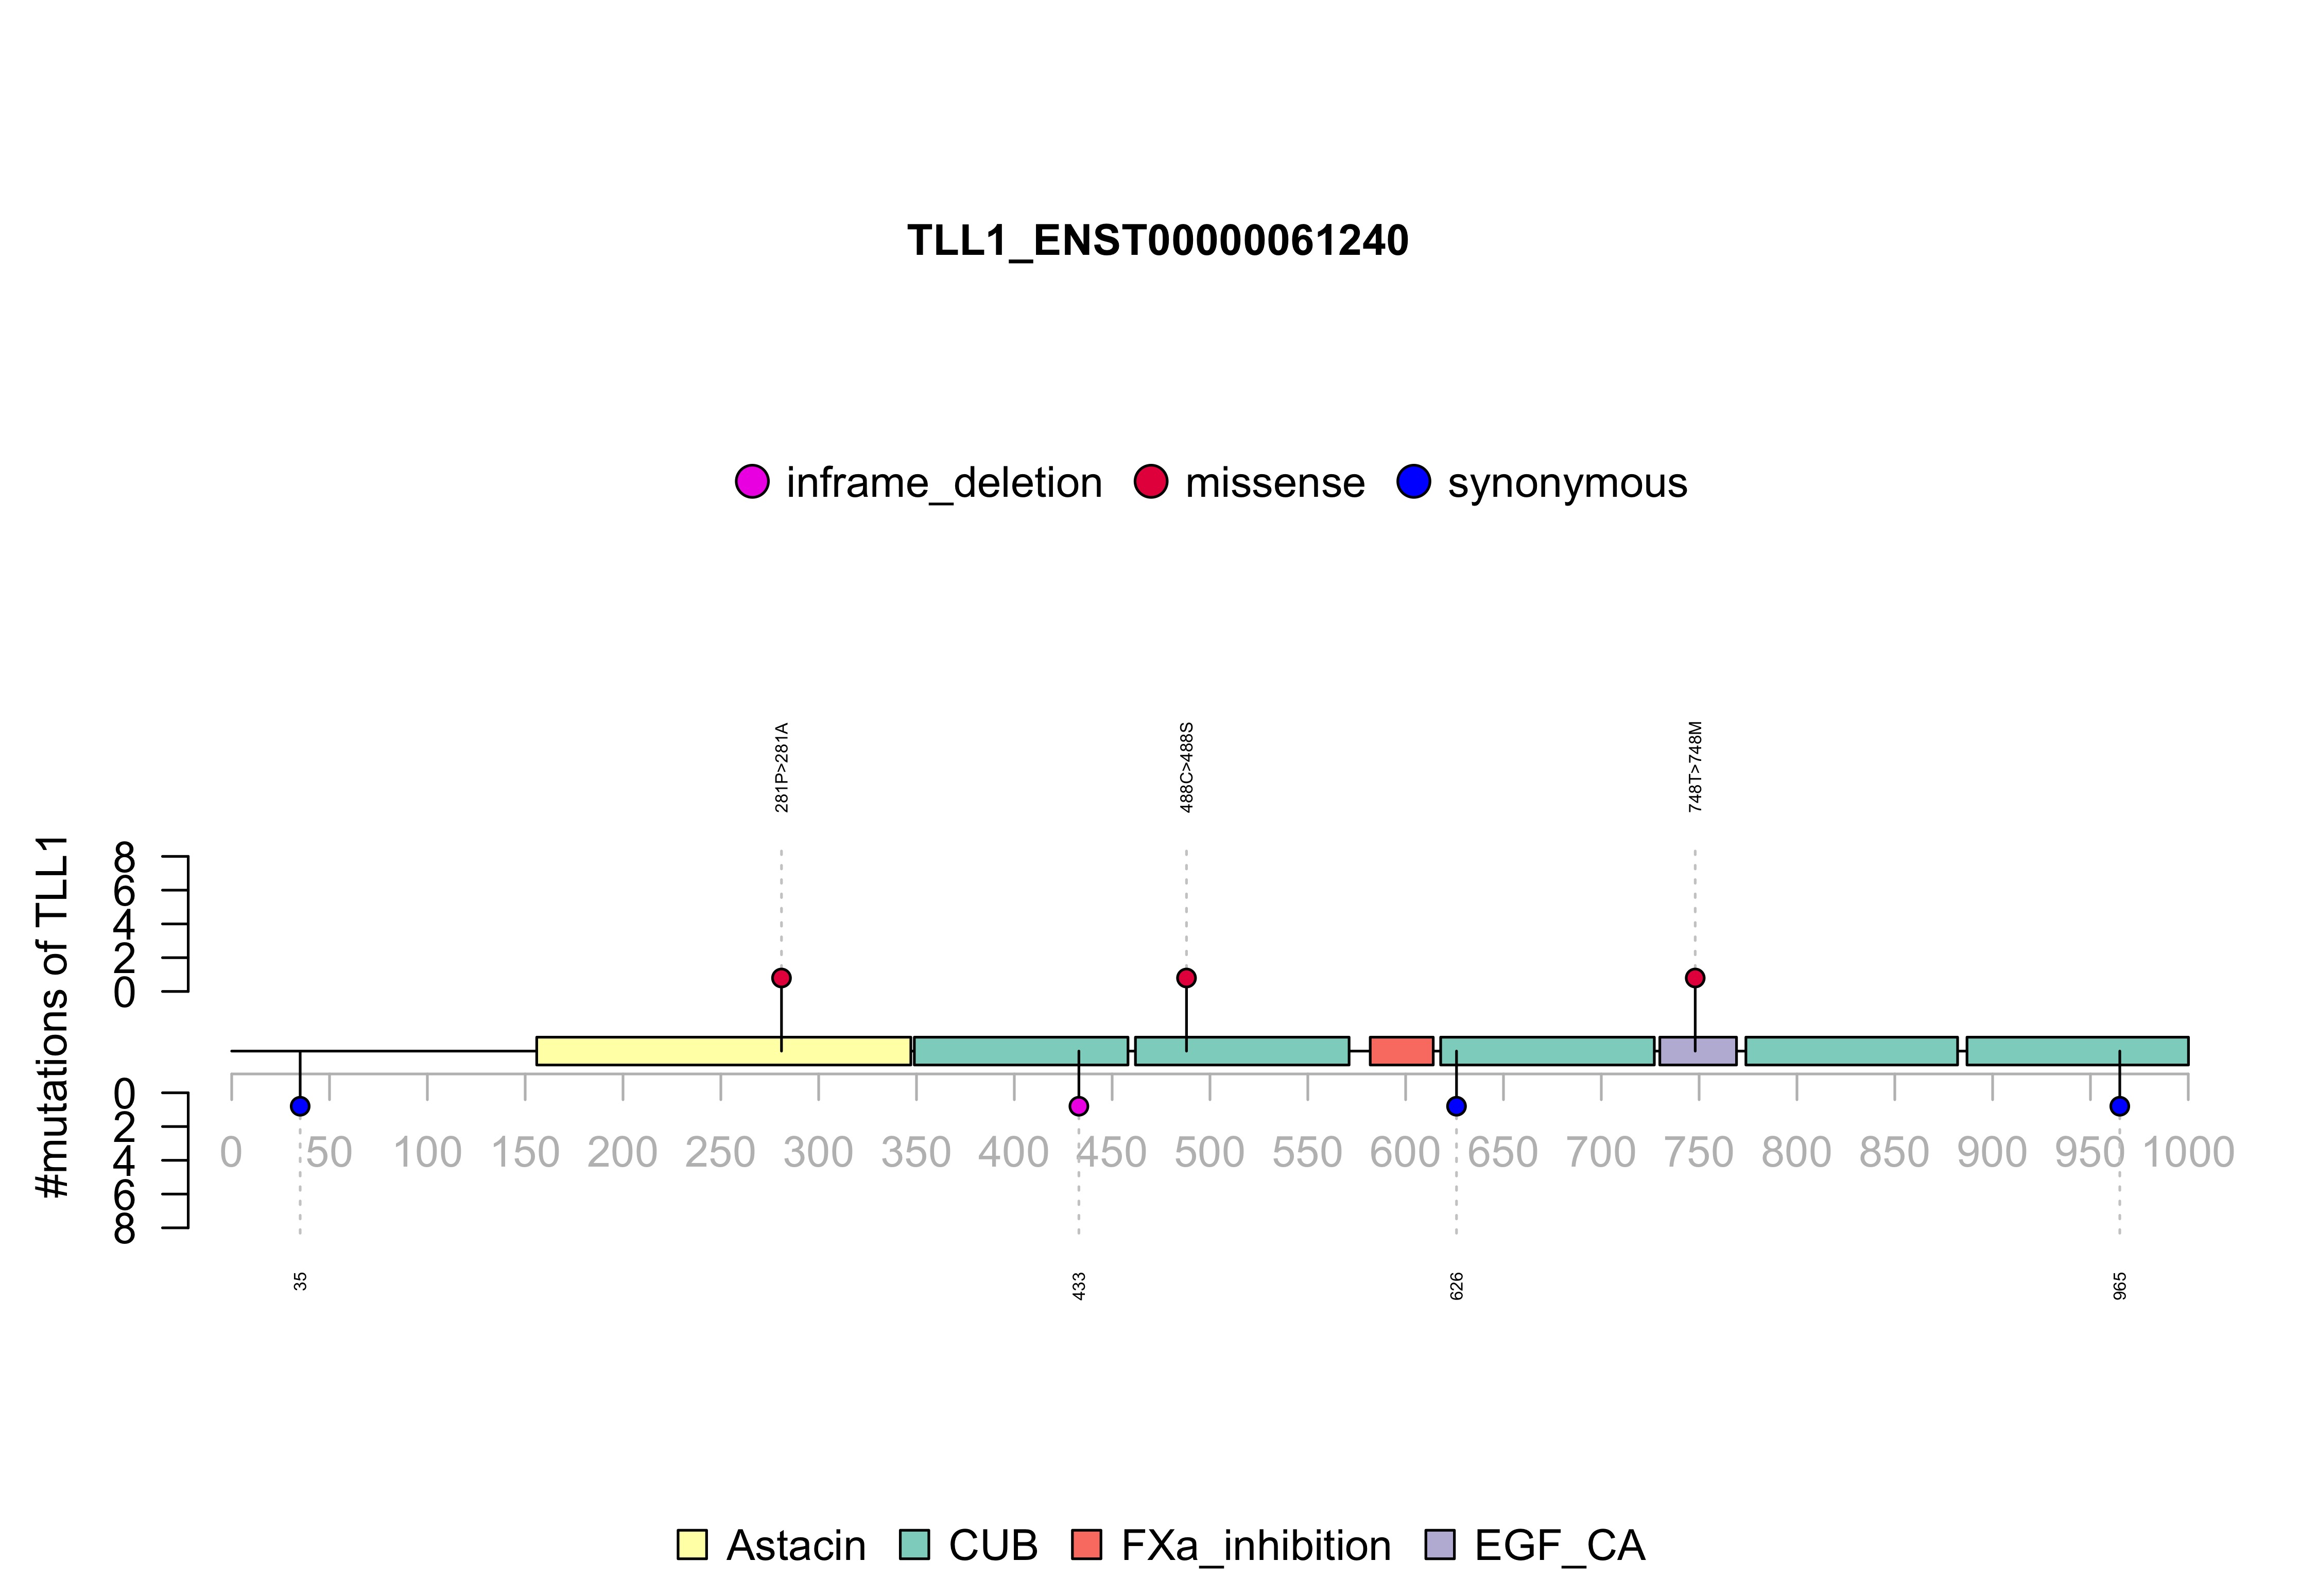 TLL1_ENST00000061240
inframe_deletion missense synonymous
281P>281A 488C>488S 748T>748M
#mutations of TLL1
8
6
4
2
0
0
2
4
6
8
0 50 100 150 200 250 300 350 400 450 500 550 600 650 700 750 800 850 900 950 1000
35 433 626 965
Astacin CUB FXa_inhibition EGF_CA